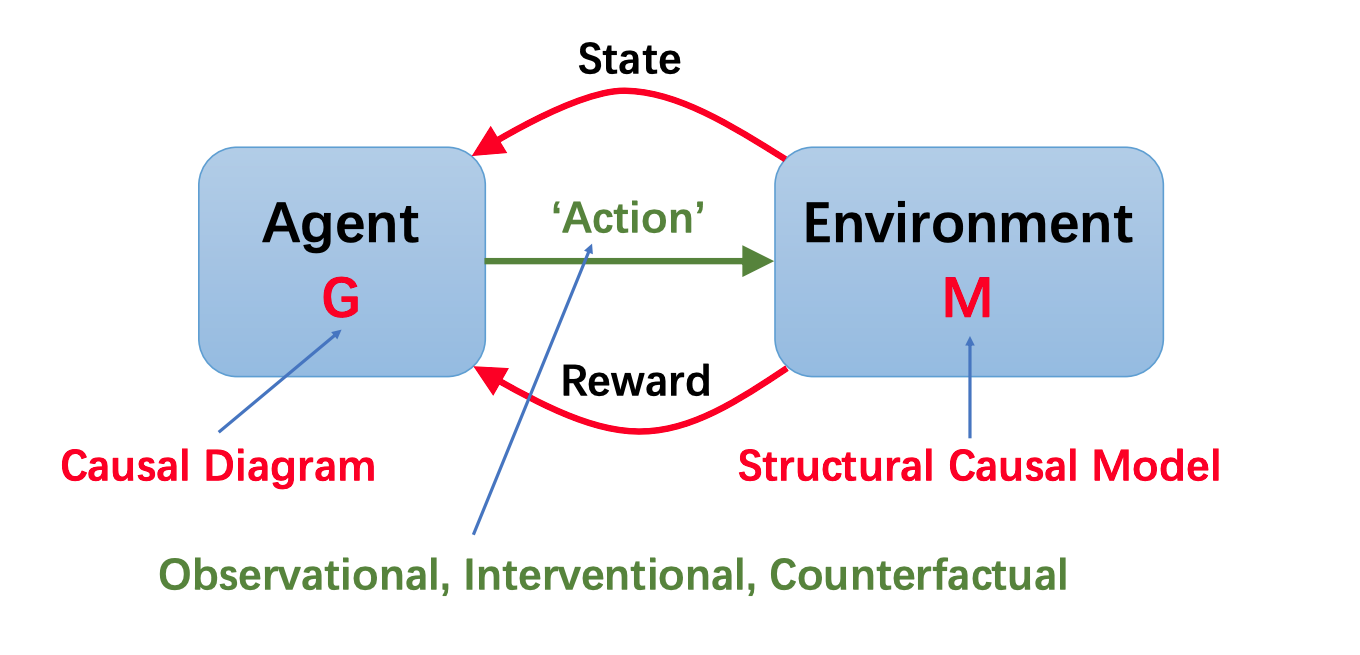 State
Agent
G
‘Action’
Environment
M
Reward
Causal Diagram
Structural Causal Model
Observational, Interventional, Counterfactual